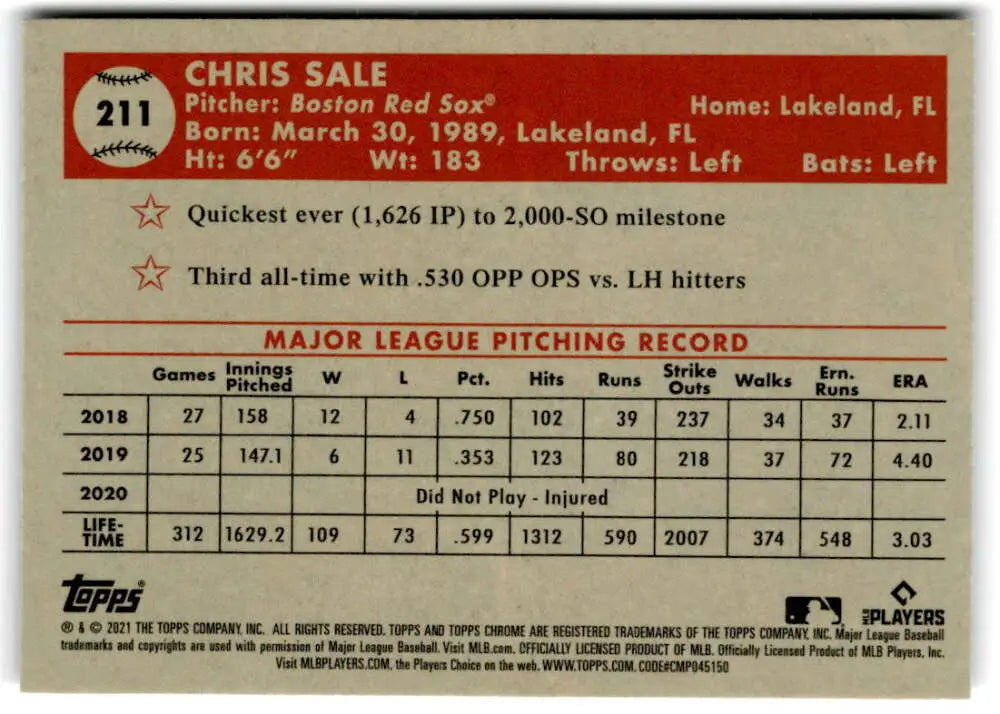 211
CHRIS SALE
Pitcher: Boston Red Sox® Home: Lakeland, FL
Born: March 30, 1989, Lakeland, FL
Ht: 6'6" Wt: 183 Throws: Left Bats: Left
Quickest ever (1,626 IP) to 2,000-SO milestone
Third all-time with .530 OPP OPS vs. LH hitters
MAJOR LEAGUE PITCHING RECORD
Games Innings Pitched W L Pct. Hits Runs Strike Outs Walks Ern. Runs ERA
2018 27 158 12 4 .750 102 39 237 34 37 2.11
2019 25 147.1 6 11 .353 123 80 218 37 72 4.40
2020 Did Not Play - Injured
LIFE-TIME 312 1629.2 109 73 .599 1312 590 2007 374 548 3.03
Topps® MLB PLAYERS
® & © 2021 THE TOPPS COMPANY, INC. ALL RIGHTS RESERVED. TOPPS AND TOPPS CHROME ARE REGISTERED TRADEMARKS OF THE TOPPS COMPANY, INC. Major League Baseball
trademarks and copyrights are used with permission of Major League Baseball. Visit MLB.com. OFFICIALLY LICENSED PRODUCT OF MLB. Officially Licensed Product of MLB Players, Inc.
Visit MLBPLAYERS.COM, the Players Choice on the web. WWW.TOPPS.COM. CODE#CMP045150